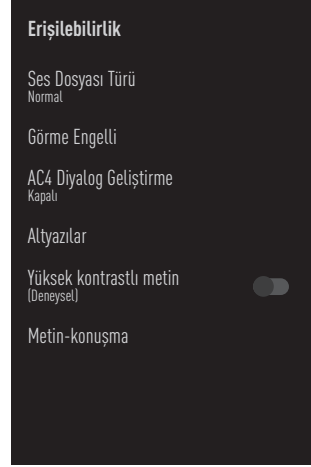 Erişilebilirlik
Ses Dosyası Türü
Normal
Görme Engelli
AC4 Diyalog Geliştirme
Kapalı
Altyazılar
Yüksek kontrastlı metin
(Deneysel)
Metin-konuşma